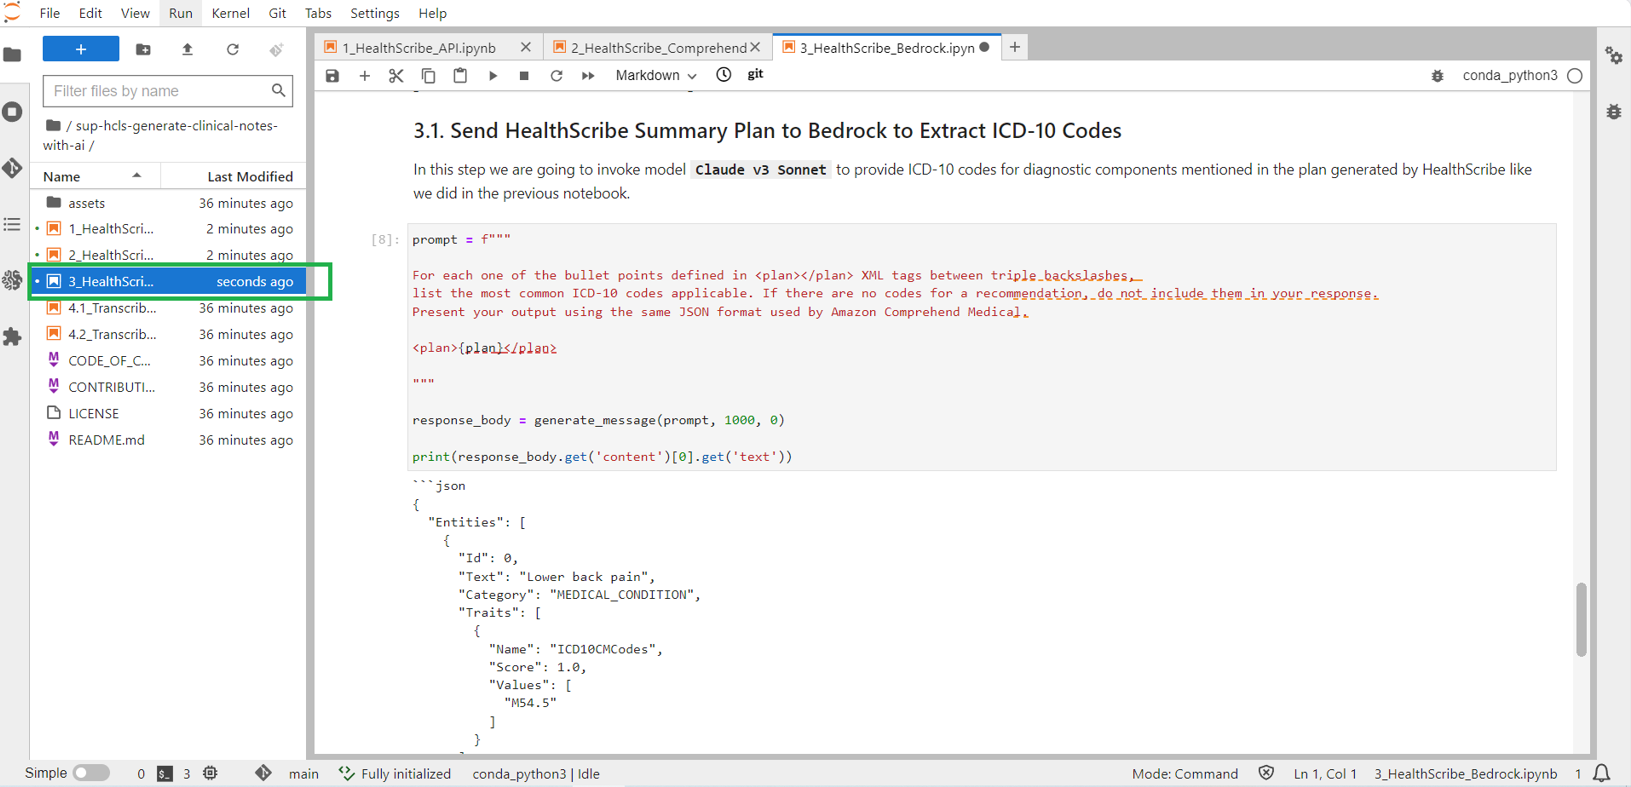 File Edit View Run Kernel Git Tabs Settings Help
+
1_HealthScribe_API.ipynb
2_HealthScribe_Comprehend
3_HealthScribe_Bedrock.ipyn
Filter files by name
/ sup-hcls-generate-clinical-notes-
with-ai /
Name Last Modified
assets 36 minutes ago
1_HealthScri... 2 minutes ago
2_HealthScri... 2 minutes ago
3_HealthScri... seconds ago
4.1_Transcrib... 36 minutes ago
4.2_Transcrib... 36 minutes ago
CODE_OF_C... 36 minutes ago
CONTRIBUTI... 36 minutes ago
LICENSE 36 minutes ago
README.md 36 minutes ago
Markdown git conda_python3
3.1. Send HealthScribe Summary Plan to Bedrock to Extract ICD-10 Codes
In this step we are going to invoke model Claude v3 Sonnet to provide ICD-10 codes for diagnostic components mentioned in the plan generated by HealthScribe like
we did in the previous notebook.
[8]: prompt = f"""
For each one of the bullet points defined in <plan></plan> XML tags between triple backslashes,
list the most common ICD-10 codes applicable. If there are no codes for a recommendation, do not include them in your response.
Present your output using the same JSON format used by Amazon Comprehend Medical.
<plan>{plan}</plan>
"""
response_body = generate_message(prompt, 1000, 0)
print(response_body.get('content')[0].get('text'))
```json
{
"Entities": [
{
"Id": 0,
"Text": "Lower back pain",
"Category": "MEDICAL_CONDITION",
"Traits": [
{
"Name": "ICD10CMCodes",
"Score": 1.0,
"Values": [
"M54.5"
]
}
Simple 0 3 main Fully initialized conda_python3 | Idle Mode: Command Ln 1, Col 1 3_HealthScribe_Bedrock.ipynb 1